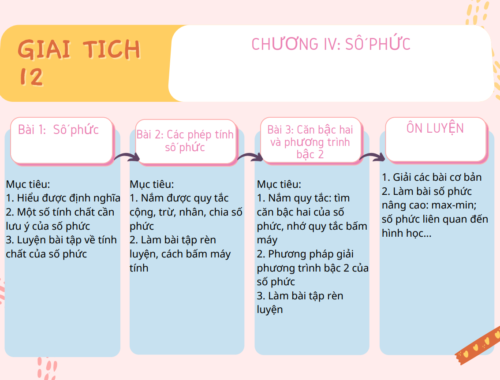 GIAI TICH
12
CHƯƠNG IV: SỐ PHỨC
Bài 1: Số phức
Mục tiêu:
1. Hiểu được định nghĩa
2. Một số tính chất cần
lưu ý của số phức
3. Luyện bài tập về tính
chất của số phức
Bài 2: Các phép tính
số phức
Mục tiêu:
1. Nắm được quy tắc
cộng, trừ, nhân, chia số
phức
2. Làm bài tập rèn
luyện, cách bấm máy
tính
Bài 3: Căn bậc hai
và phương trình
bậc 2
Mục tiêu:
1. Nắm quy tắc: tìm
căn bậc hai của số
phức, nhớ quy tắc bấm
máy
2. Phương pháp giải
phương trình bậc 2 của
số phức
3. Làm bài tập rèn
luyện
ÔN LUYỆN
1. Giải các bài cơ bản
2. Làm bài số phức
nâng cao: max-min;
số phức liên quan đến
hình học...